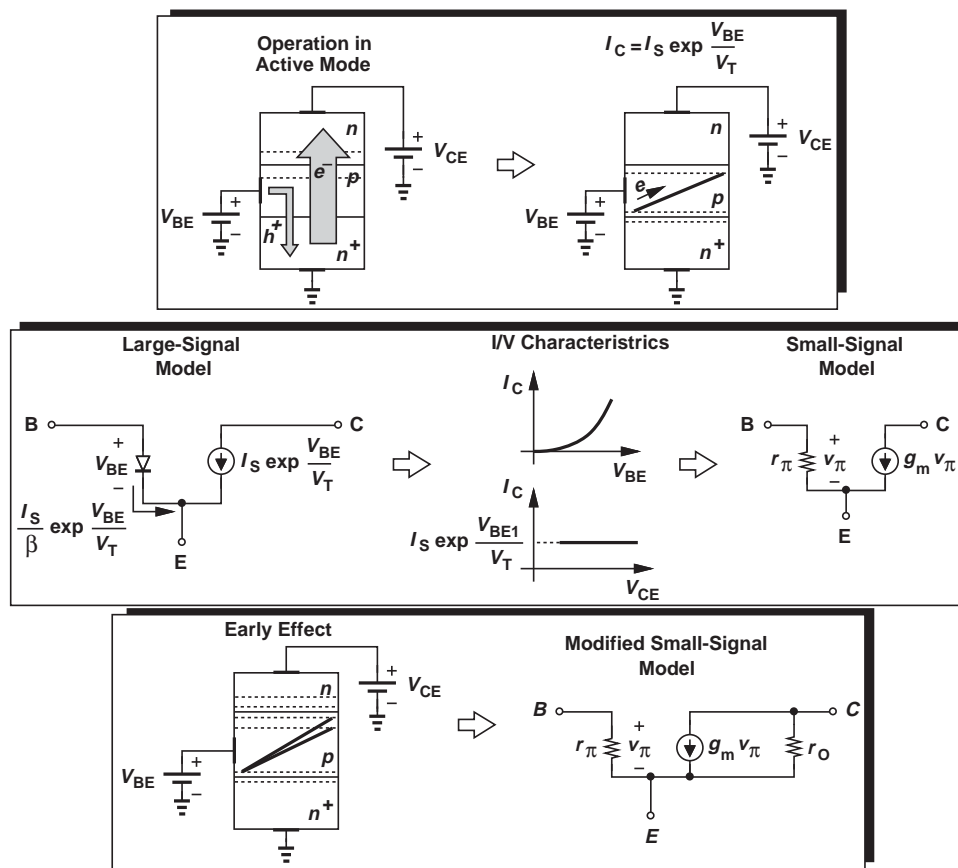 Operation in
Active Mode
I_C = I_S exp V_BE/V_T
n
e⁻
p
h⁺
n⁺
V_BE
+
−
V_CE
+
−
n
e
p
n⁺
V_BE
+
−
V_CE
+
−
Large-Signal
Model
B
C
+
V_BE
−
I_S exp V_BE/V_T
I_S/β exp V_BE/V_T
E
I/V Characteristrics
I_C
V_BE
I_C
I_S exp V_BE1/V_T
V_CE
Small-Signal
Model
B
C
r_π
+
v_π
−
g_m v_π
E
Early Effect
n
p
n⁺
V_BE
+
−
V_CE
+
−
Modified Small-Signal
Model
B
C
r_π
+
v_π
−
g_m v_π
r_O
E